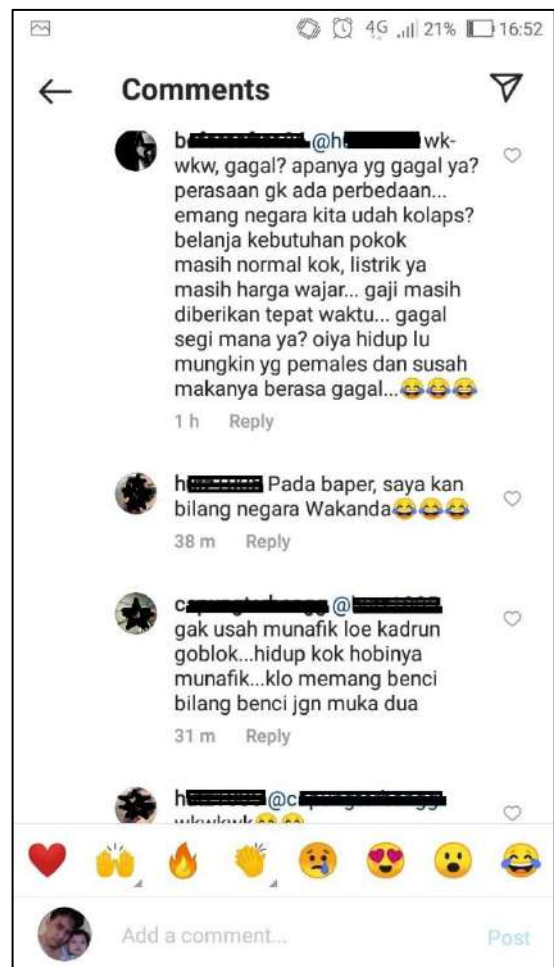 4G 21% 16:52
Comments
wk-
wkw, gagal? apanya yg gagal ya?
perasaan gk ada perbedaan...
emang negara kita udah kolaps?
belanja kebutuhan pokok
masih normal kok, listrik ya
masih harga wajar... gaji masih
diberikan tepat waktu... gagal
segi mana ya? oiya hidup lu
mungkin yg pemales dan susah
makanya berasa gagal...😂😂😂
1 h Reply
Pada baper, saya kan
bilang negara Wakanda😂😂😂
38 m Reply
gak usah munafik loe kadrun
goblok...hidup kok hobinya
munafik...klo memang benci
bilang benci jgn muka dua
31 m Reply
wkwkwk😂😂
Add a comment...
Post